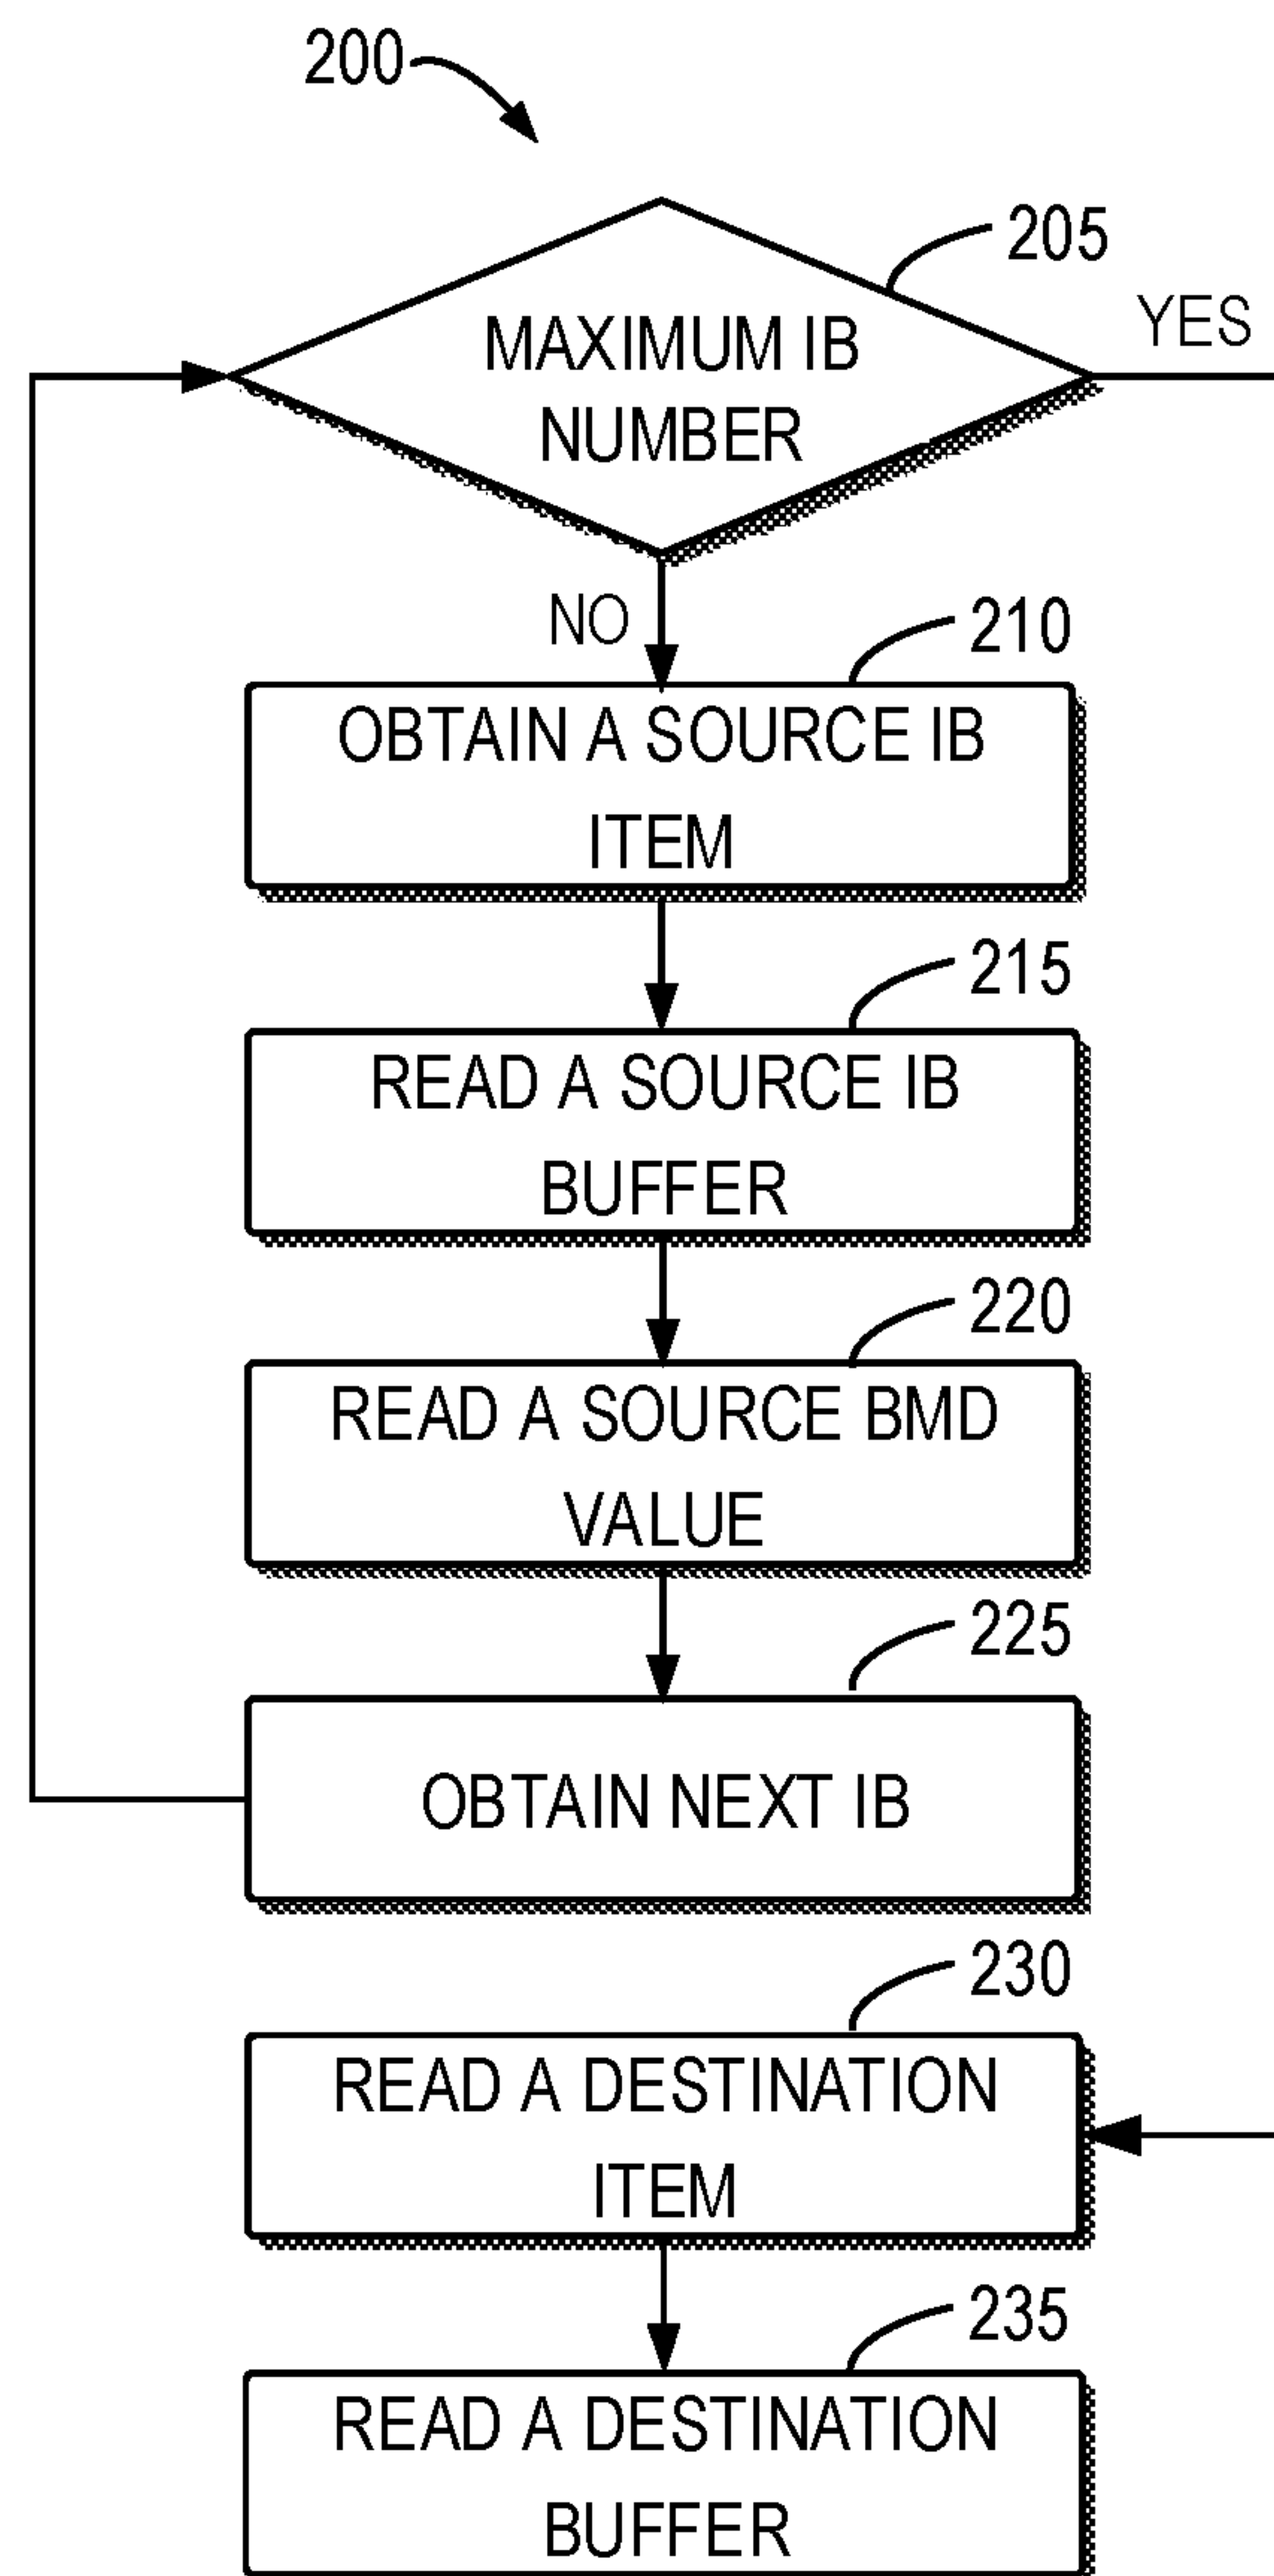 200
205
YES
MAXIMUM IB
NUMBER
NO
210
OBTAIN A SOURCE IB
ITEM
215
READ A SOURCE IB
BUFFER
220
READ A SOURCE BMD
VALUE
225
OBTAIN NEXT IB
230
READ A DESTINATION
ITEM
235
READ A DESTINATION
BUFFER